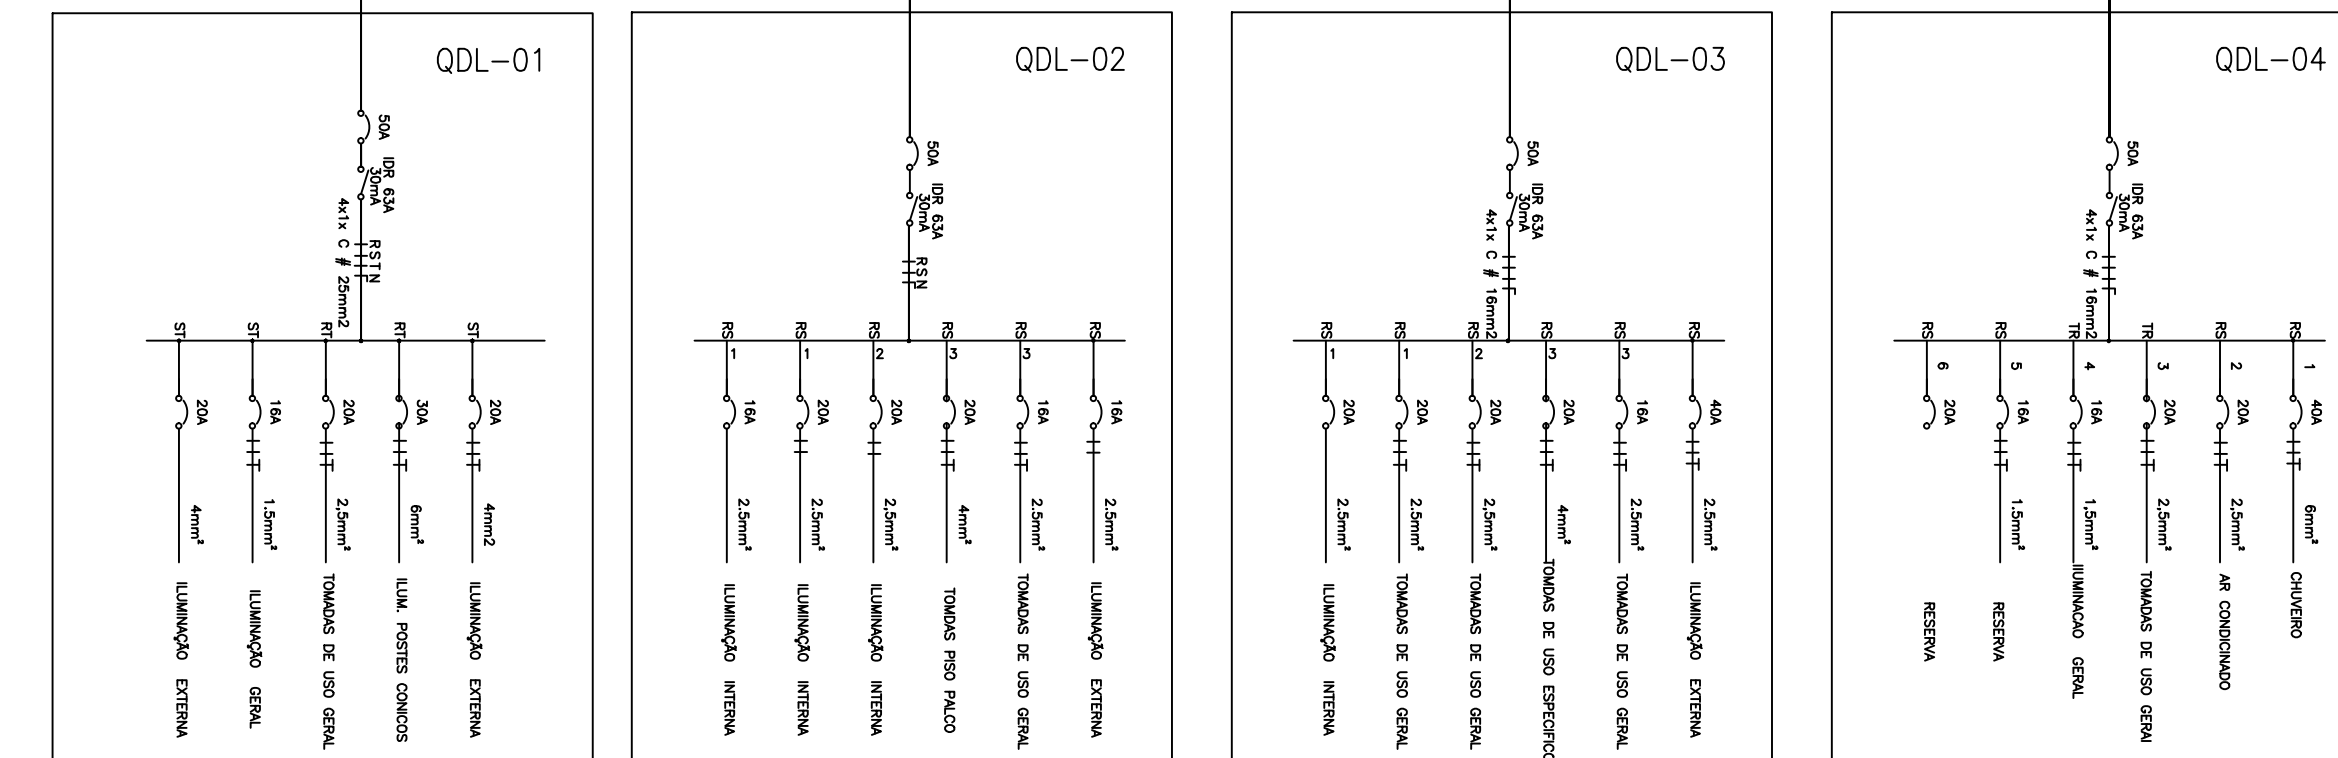 QDL-01
50A
IDR 63A
30mA
4x1x C # 25mm2
RSTN
ST
ST
RT
RT
ST
20A
16A
20A
30A
20A
4mm²
1.5mm²
2,5mm²
6mm²
4mm2
ILUMINAÇÃO EXTERNA
ILUMINAÇÃO GERAL
TOMADAS DE USO GERAL
ILUM. POSTES CONICOS
ILUMINAÇÃO EXTERNA
QDL-02
50A
IDR 63A
30mA
RSN
RS
RS
RS
RS
RS
RS
1
1
2
3
3
16A
20A
20A
20A
16A
16A
2.5mm²
2.5mm²
2,5mm²
4mm²
2.5mm²
2.5mm²
ILUMINAÇÃO INTERNA
ILUMINAÇÃO INTERNA
ILUMINAÇÃO INTERNA
TOMDAS PISO PALCO
TOMADAS DE USO GERAL
ILUMINAÇÃO EXTERNA
QDL-03
50A
IDR 63A
30mA
4x1x C # 16mm2
RS
RS
RS
RS
RS
RS
1
1
2
3
3
20A
20A
20A
20A
16A
40A
2.5mm²
2.5mm²
2,5mm²
4mm²
2.5mm²
2.5mm²
ILUMINAÇÃO INTERNA
TOMADAS DE USO GERAL
TOMADAS DE USO GERAL
TOMDAS DE USO ESPECIFICO
TOMADAS DE USO GERAL
ILUMINAÇÃO EXTERNA
QDL-04
50A
IDR 63A
30mA
4x1x C # 16mm2
RS
RS
TR
TR
RS
RS
6
5
4
3
2
1
20A
16A
16A
20A
20A
40A
1.5mm²
1,5mm²
2,5mm²
2,5mm²
6mm²
RESERVA
RESERVA
IIUMINACAO GERAL
TOMADAS DE USO GERAI
AR CONDICINADO
CHUVEIRO